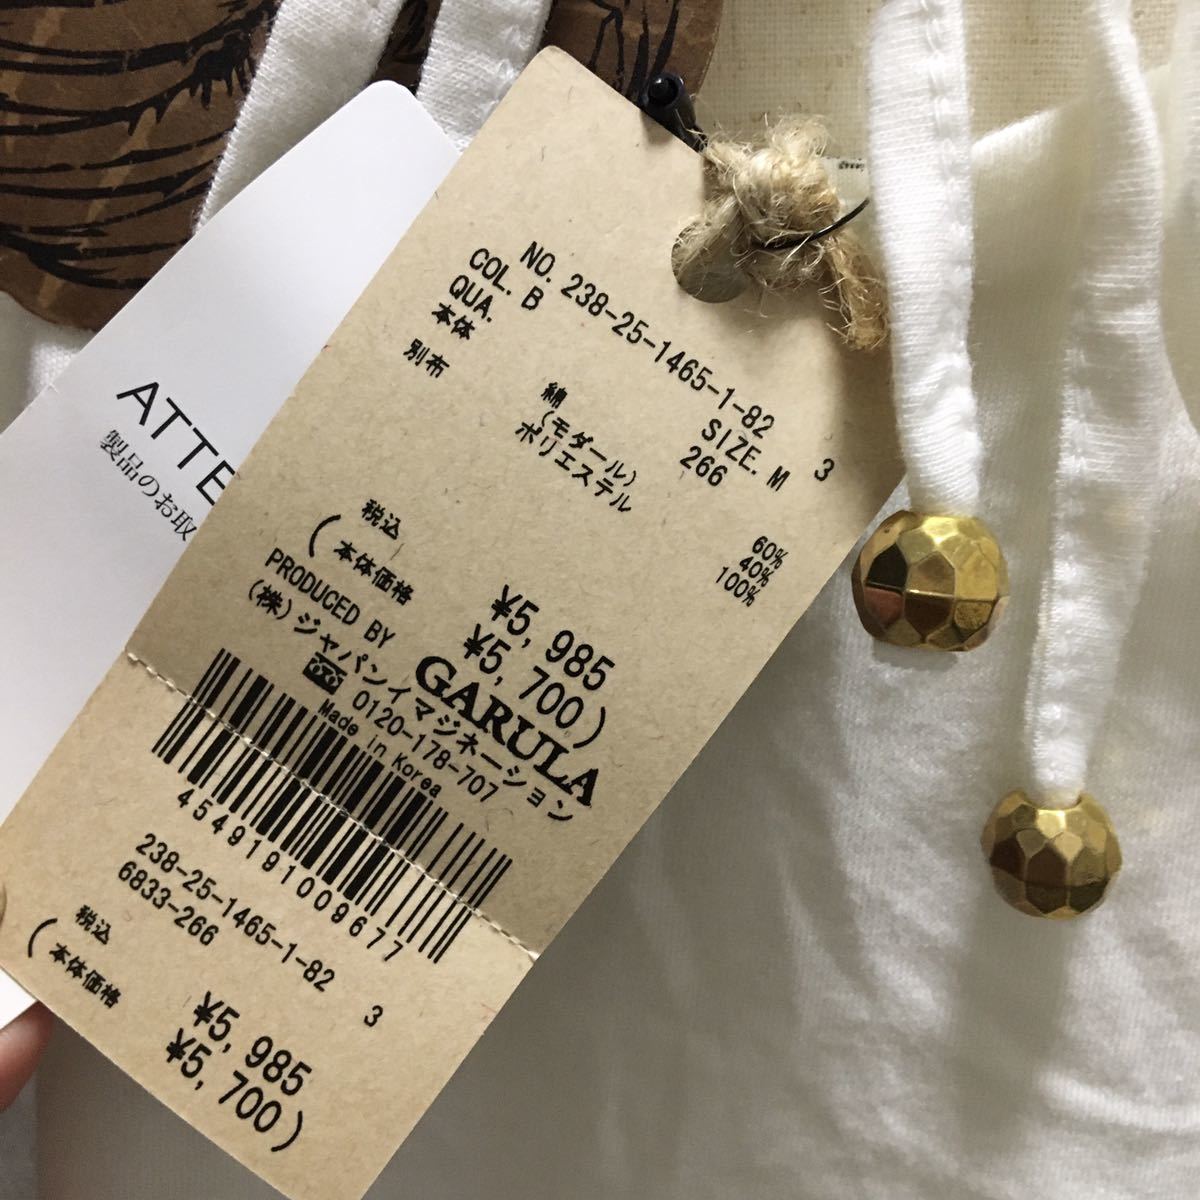 NO. 238-25-1465-1-82 3
COL. B SIZE. M
QUA. 266
本体 綿 60%
(モダール) 40%
別布 ポリエステル 100%
税込 ¥5,985
(本体価格 ¥5,700)
PRODUCED BY GARULA
(株)ジャパンイマジネーション
0120-178-707
Made in Korea
4549191009677
238-25-1465-1-82 3
6833-266
税込 ¥5,985
(本体価格 ¥5,700)
ATTE
製品のお取